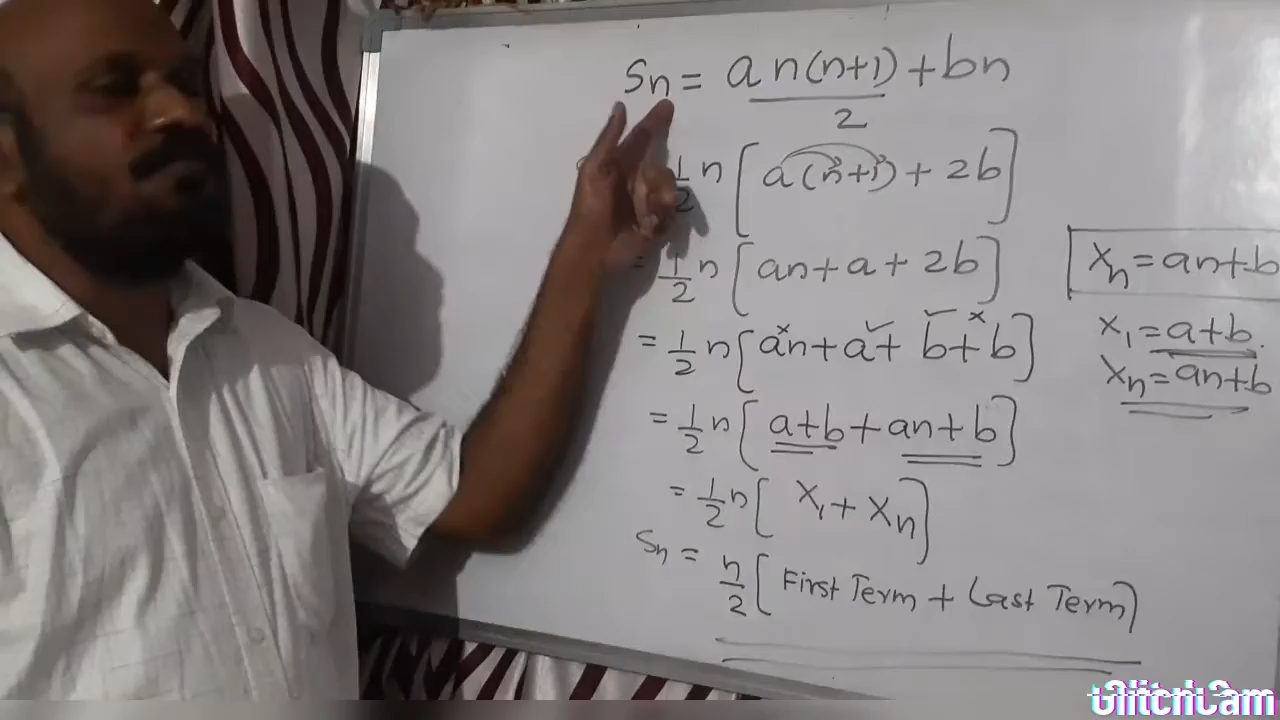 Sn = a n(n+1)/2 + bn
1/2 n [a(n+1) + 2b]
= 1/2 n [an + a + 2b]
= 1/2 n [an + a + b + b]
= 1/2 n [a+b + an+b]
= 1/2 n [x₁ + xₙ]
Sn = n/2 [First Term + Last Term]
xₙ = an+b
x₁ = a+b.
xₙ = an+b
GlitchCam